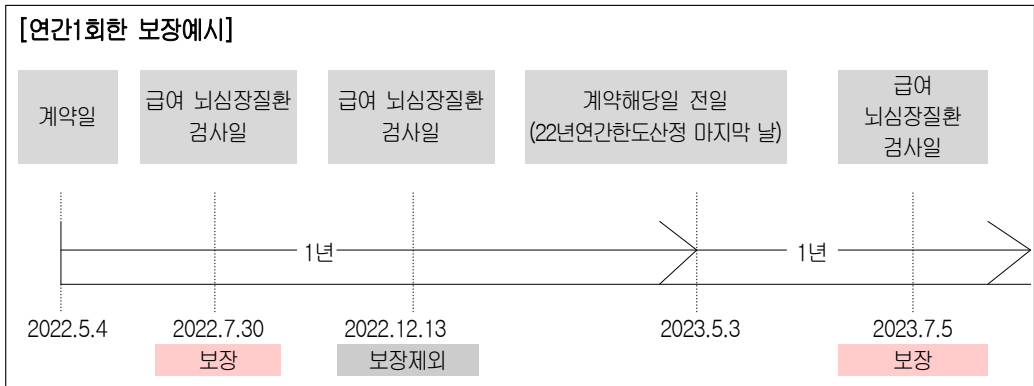 [연간1회한 보장예시]
계약일
급여 뇌심장질환
검사일
급여 뇌심장질환
검사일
계약해당일 전일
(22년연간한도산정 마지막 날)
급여
뇌심장질환
검사일
1년
1년
2022.5.4
2022.7.30
2022.12.13
2023.5.3
2023.7.5
보장
보장제외
보장